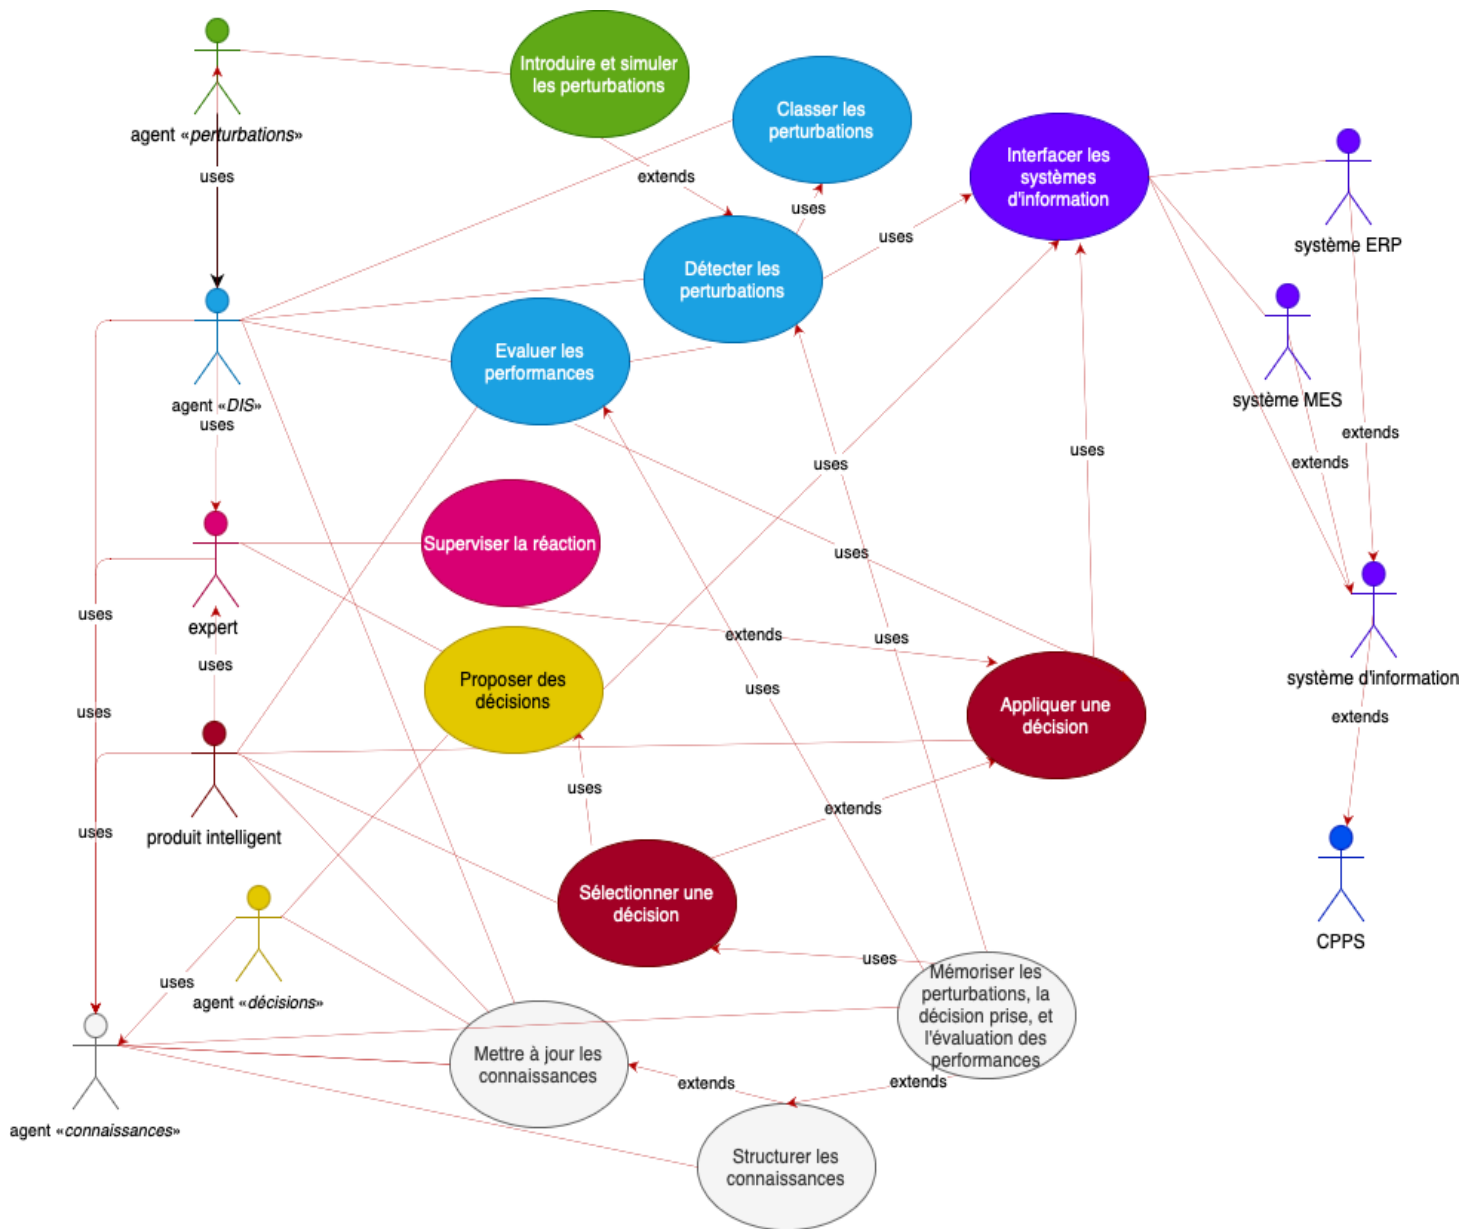 Introduire et simuler
les perturbations
Classer les
perturbations
agent «perturbations»
Interfacer les
systèmes
d'information
uses
extends
uses
uses
système ERP
Détecter les
perturbations
Evaluer les
performances
agent «DIS»
uses
système MES
extends
extends
uses
uses
Superviser la réaction
uses
uses
expert
extends
uses
uses
Proposer des
décisions
uses
système d'information
uses
Appliquer une
décision
extends
produit intelligent
uses
uses
extends
Sélectionner une
décision
CPPS
uses
uses
agent «décisions»
Mémoriser les
perturbations, la
décision prise, et
l'évaluation des
performances
Mettre à jour les
connaissances
extends
extends
agent «connaissances»
Structurer les
connaissances